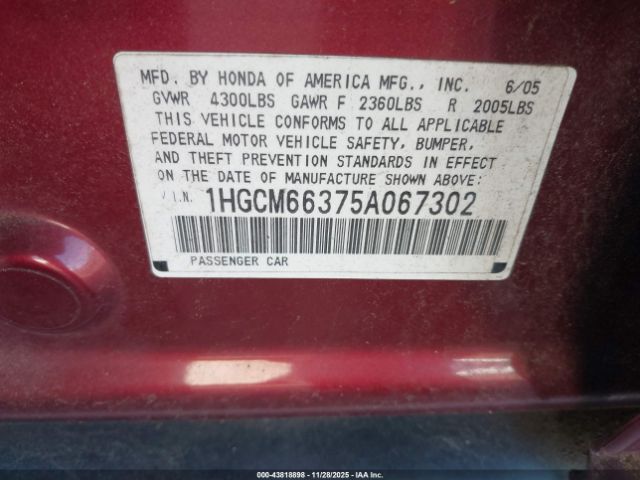 MFD. BY HONDA OF AMERICA MFG., INC. 6/05
GVWR 4300LBS GAWR F 2360LBS R 2005LBS
THIS VEHICLE CONFORMS TO ALL APPLICABLE
FEDERAL MOTOR VEHICLE SAFETY, BUMPER,
AND THEFT PREVENTION STANDARDS IN EFFECT
ON THE DATE OF MANUFACTURE SHOWN ABOVE:
V.I.N. 1HGCM66375A067302
PASSENGER CAR
000-43818898 - 11/28/2025 - IAA Inc.